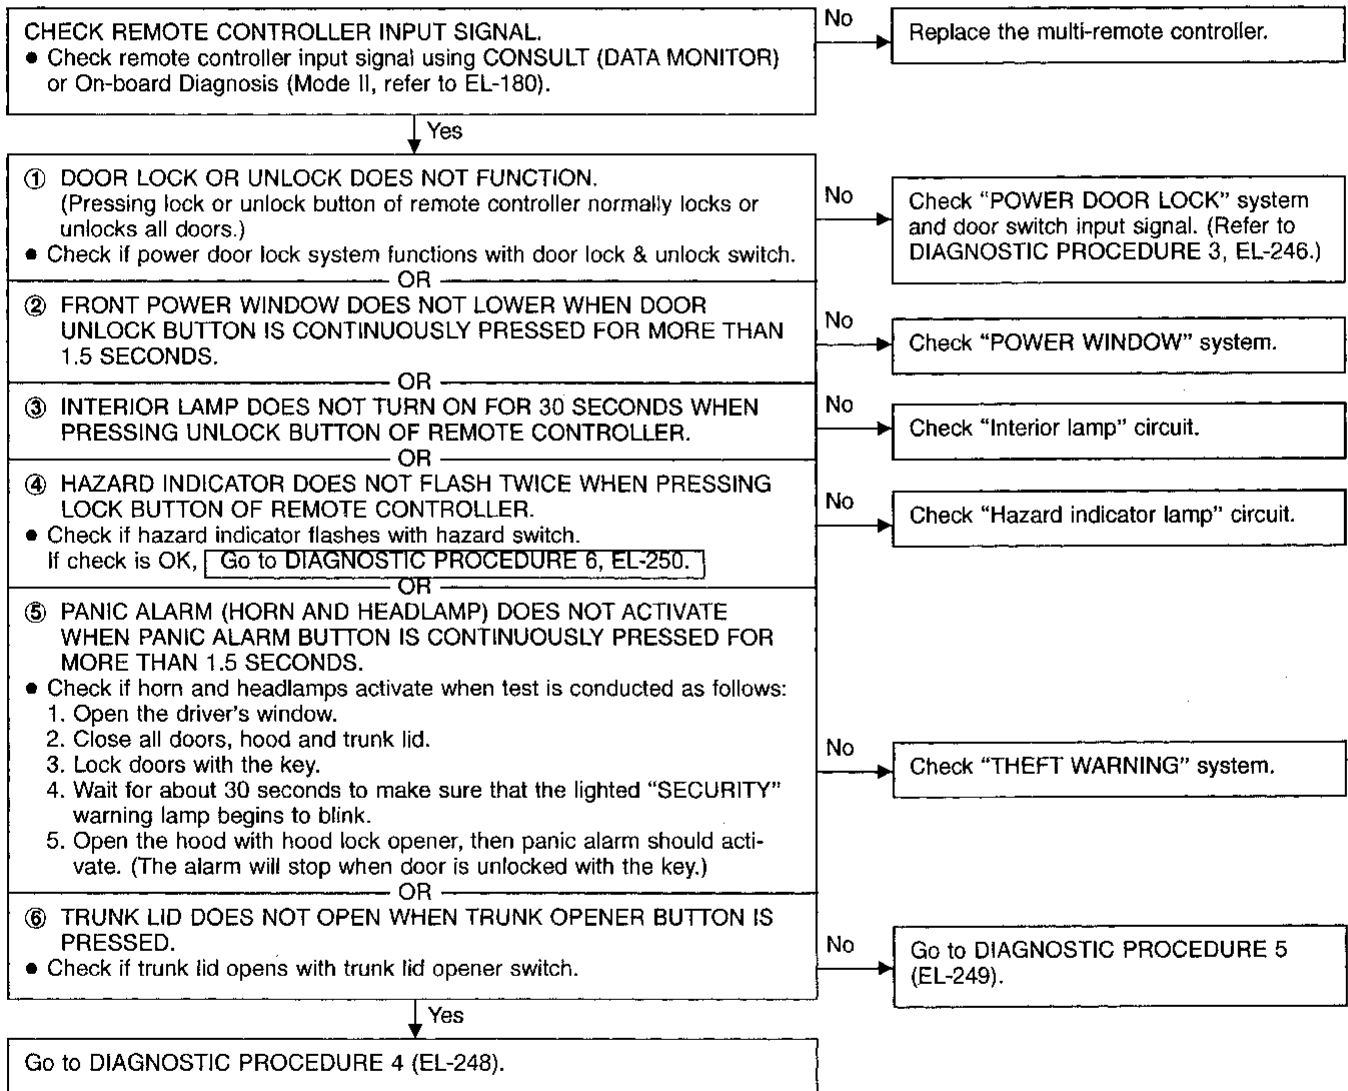 CHECK REMOTE CONTROLLER INPUT SIGNAL.
● Check remote controller input signal using CONSULT (DATA MONITOR)
or On-board Diagnosis (Mode II, refer to EL-180).
No
Replace the multi-remote controller.
Yes
① DOOR LOCK OR UNLOCK DOES NOT FUNCTION.
(Pressing lock or unlock button of remote controller normally locks or
unlocks all doors.)
● Check if power door lock system functions with door lock & unlock switch.
No
Check “POWER DOOR LOCK” system
and door switch input signal. (Refer to
DIAGNOSTIC PROCEDURE 3, EL-246.)
OR
② FRONT POWER WINDOW DOES NOT LOWER WHEN DOOR
UNLOCK BUTTON IS CONTINUOUSLY PRESSED FOR MORE THAN
1.5 SECONDS.
No
Check “POWER WINDOW” system.
OR
③ INTERIOR LAMP DOES NOT TURN ON FOR 30 SECONDS WHEN
PRESSING UNLOCK BUTTON OF REMOTE CONTROLLER.
No
Check “Interior lamp” circuit.
OR
④ HAZARD INDICATOR DOES NOT FLASH TWICE WHEN PRESSING
LOCK BUTTON OF REMOTE CONTROLLER.
● Check if hazard indicator flashes with hazard switch.
If check is OK, Go to DIAGNOSTIC PROCEDURE 6, EL-250.
No
Check “Hazard indicator lamp” circuit.
OR
⑤ PANIC ALARM (HORN AND HEADLAMP) DOES NOT ACTIVATE
WHEN PANIC ALARM BUTTON IS CONTINUOUSLY PRESSED FOR
MORE THAN 1.5 SECONDS.
● Check if horn and headlamps activate when test is conducted as follows:
1. Open the driver’s window.
2. Close all doors, hood and trunk lid.
3. Lock doors with the key.
4. Wait for about 30 seconds to make sure that the lighted “SECURITY”
warning lamp begins to blink.
5. Open the hood with hood lock opener, then panic alarm should acti-
vate. (The alarm will stop when door is unlocked with the key.)
No
Check “THEFT WARNING” system.
OR
⑥ TRUNK LID DOES NOT OPEN WHEN TRUNK OPENER BUTTON IS
PRESSED.
● Check if trunk lid opens with trunk lid opener switch.
No
Go to DIAGNOSTIC PROCEDURE 5
(EL-249).
Yes
Go to DIAGNOSTIC PROCEDURE 4 (EL-248).